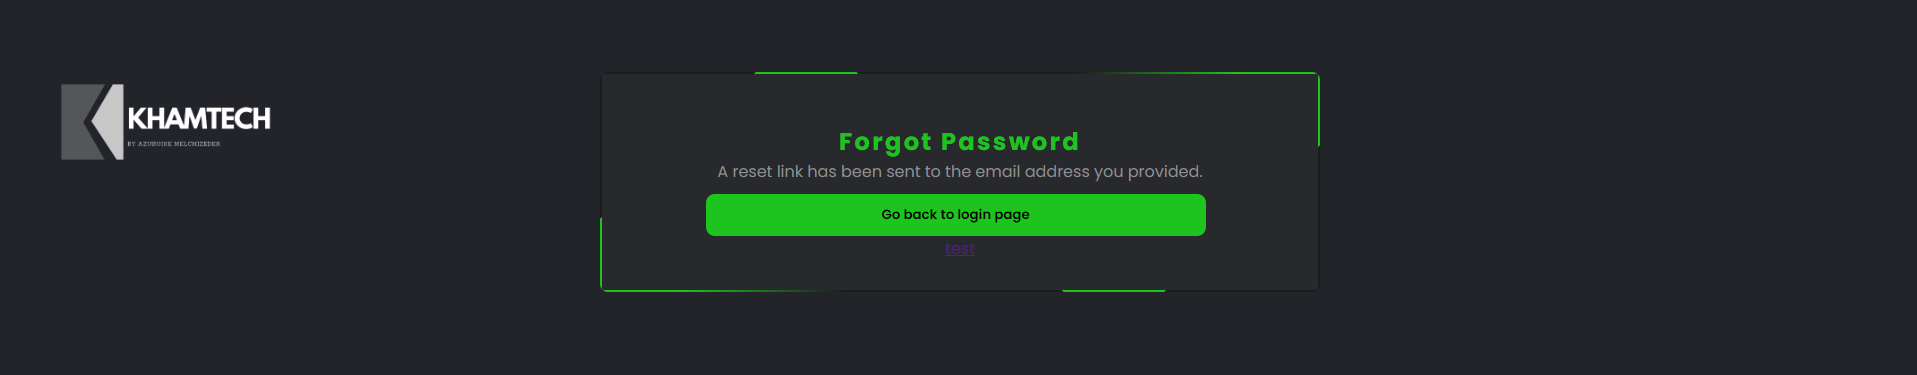 KHAMTECH
BY AZUBUIKE MELCHIZEDEK
Forgot Password
A reset link has been sent to the email address you provided.
Go back to login page
test